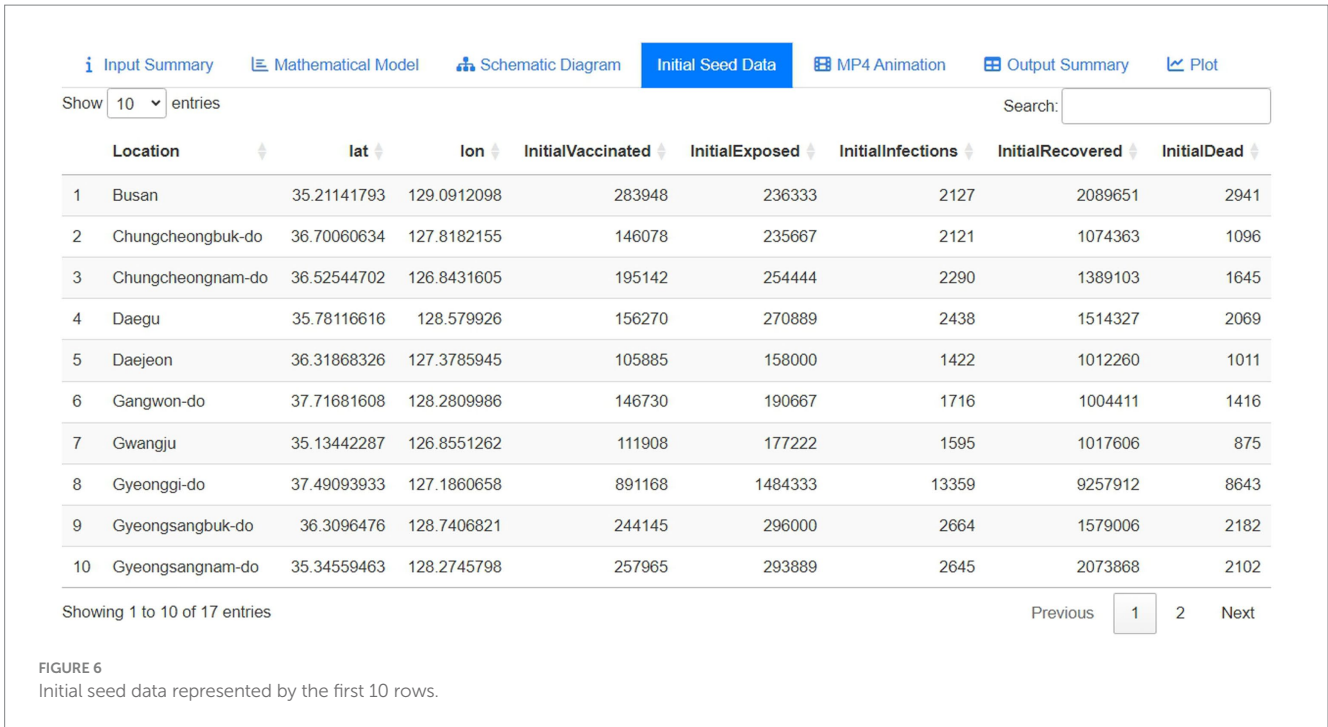 Input Summary Mathematical Model Schematic Diagram Initial Seed Data MP4 Animation Output Summary Plot
Show 10 entries Search:
Location lat lon InitialVaccinated InitialExposed InitialInfections InitialRecovered InitialDead
1 Busan 35.21141793 129.0912098 283948 236333 2127 2089651 2941
2 Chungcheongbuk-do 36.70060634 127.8182155 146078 235667 2121 1074363 1096
3 Chungcheongnam-do 36.52544702 126.8431605 195142 254444 2290 1389103 1645
4 Daegu 35.78116616 128.579926 156270 270889 2438 1514327 2069
5 Daejeon 36.31868326 127.3785945 105885 158000 1422 1012260 1011
6 Gangwon-do 37.71681608 128.2809986 146730 190667 1716 1004411 1416
7 Gwangju 35.13442287 126.8551262 111908 177222 1595 1017606 875
8 Gyeonggi-do 37.49093933 127.1860658 891168 1484333 13359 9257912 8643
9 Gyeongsangbuk-do 36.3096476 128.7406821 244145 296000 2664 1579006 2182
10 Gyeongsangnam-do 35.34559463 128.2745798 257965 293889 2645 2073868 2102
Showing 1 to 10 of 17 entries Previous 1 2 Next
FIGURE 6
Initial seed data represented by the first 10 rows.